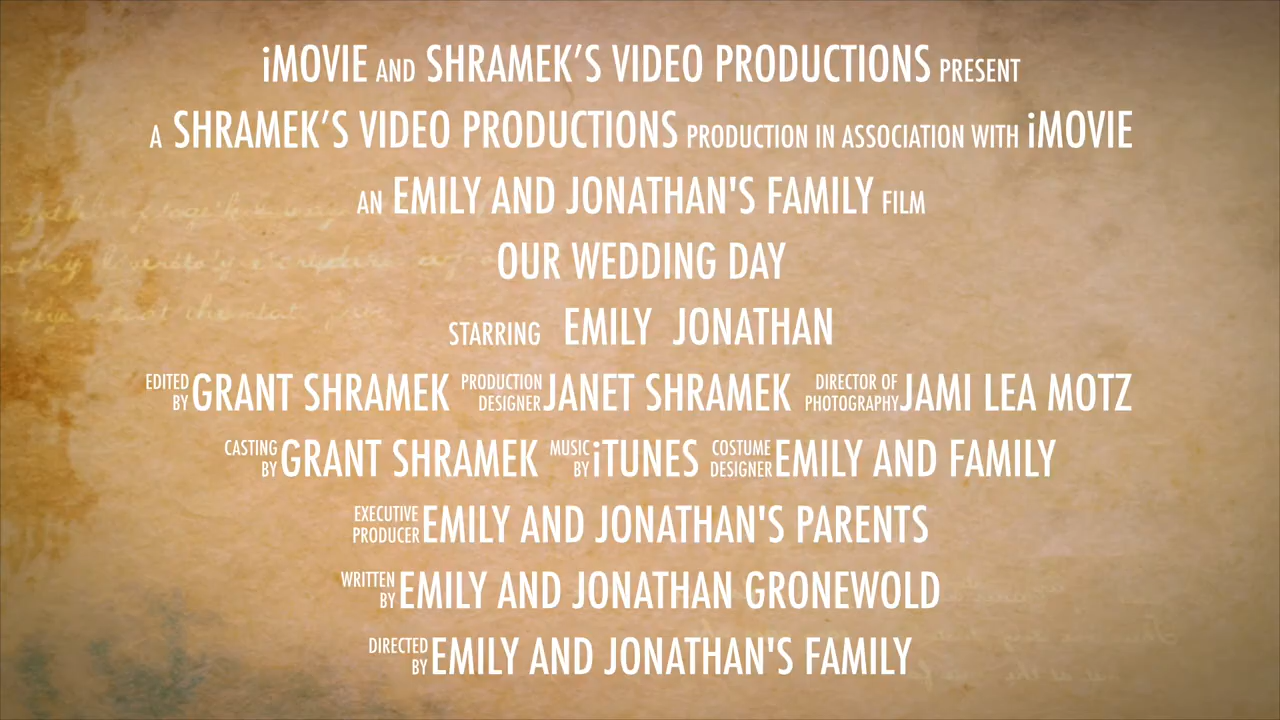 iMOVIE AND SHRAMEK’S VIDEO PRODUCTIONS PRESENT
A SHRAMEK’S VIDEO PRODUCTIONS PRODUCTION IN ASSOCIATION WITH iMOVIE
AN EMILY AND JONATHAN'S FAMILY FILM
OUR WEDDING DAY
STARRING EMILY JONATHAN
EDITED BY GRANT SHRAMEK PRODUCTION DESIGNER JANET SHRAMEK DIRECTOR OF PHOTOGRAPHY JAMI LEA MOTZ
CASTING BY GRANT SHRAMEK MUSIC BY iTUNES COSTUME DESIGNER EMILY AND FAMILY
EXECUTIVE PRODUCER EMILY AND JONATHAN'S PARENTS
WRITTEN BY EMILY AND JONATHAN GRONEWOLD
DIRECTED BY EMILY AND JONATHAN'S FAMILY